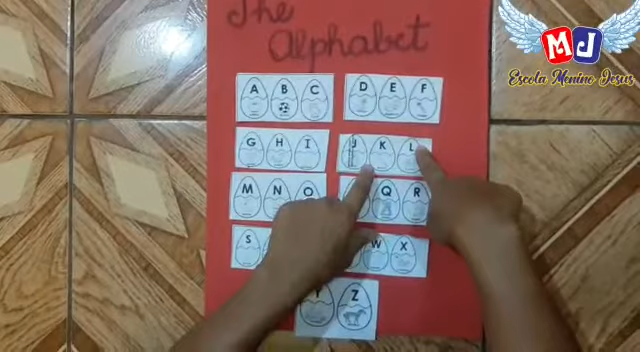 The
Alphabet
A B C
D E F
G H I
J K L
M N O
Q R
S
W X
Y Z
MJ
Escola Menino Jesus